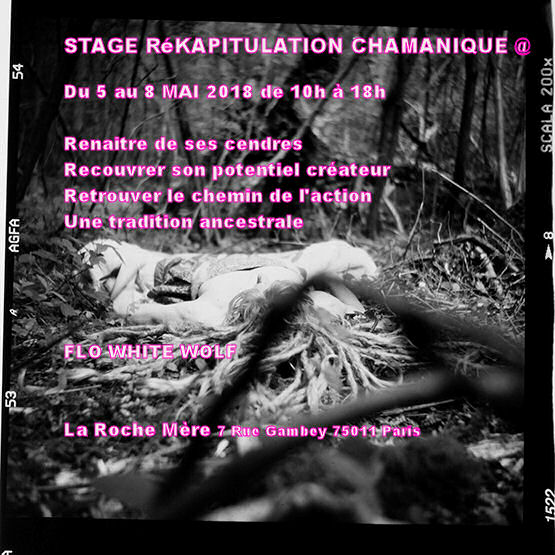 STAGE RéKAPITULATION CHAMANIQUE @
Du 5 au 8 MAI 2018 de 10h à 18h
Renaitre de ses cendres
Recouvrer son potentiel créateur
Retrouver le chemin de l'action
Une tradition ancestrale
FLO WHITE WOLF
La Roche Mère 7 Rue Gambey 75011 Paris
54
AGFA
A
53
SCALA 200x
8
1522
A